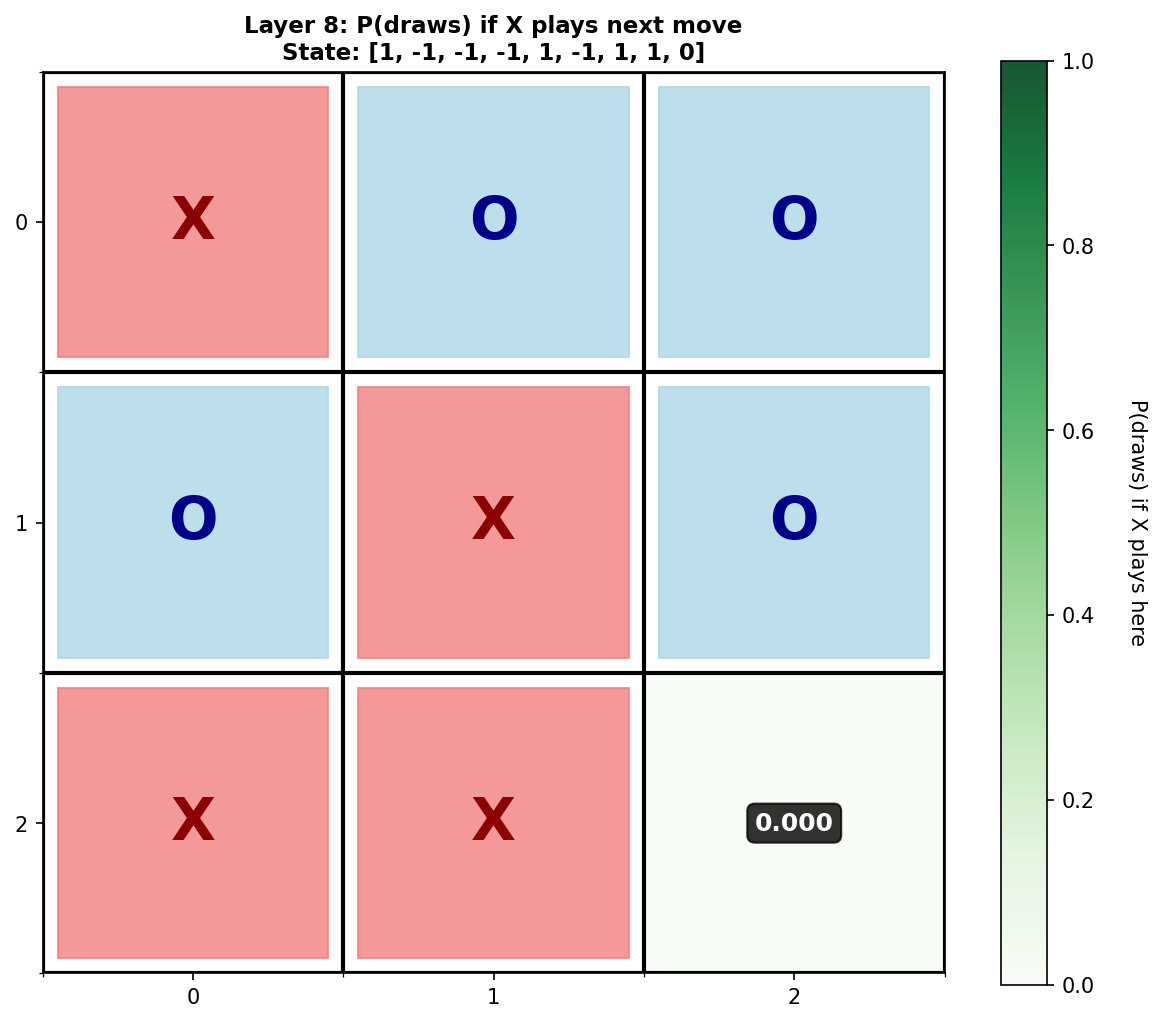 Layer 8: P(draws) if X plays next move
State: [1, -1, -1, -1, 1, -1, 1, 1, 0]
0
X
O
O
1
O
X
O
2
X
X
0.000
0
1
2
1.0
0.8
0.6
0.4
0.2
0.0
P(draws) if X plays here